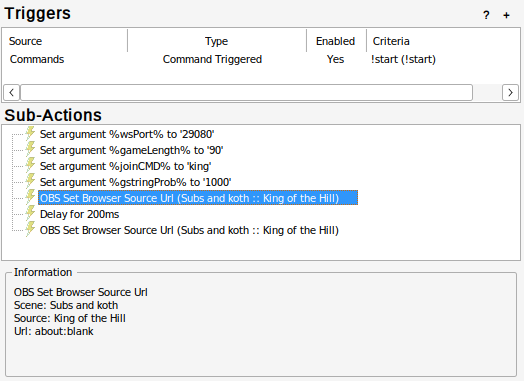 Triggers ? +
Source Type Enabled Criteria
Commands Command Triggered Yes !start (!start)
Sub-Actions
Set argument %wsPort% to '29080'
Set argument %gameLength% to '90'
Set argument %joinCMD% to 'king'
Set argument %gstringProb% to '1000'
OBS Set Browser Source Url (Subs and koth :: King of the Hill)
Delay for 200ms
OBS Set Browser Source Url (Subs and koth :: King of the Hill)
Information
OBS Set Browser Source Url
Scene: Subs and koth
Source: King of the Hill
Url: about:blank